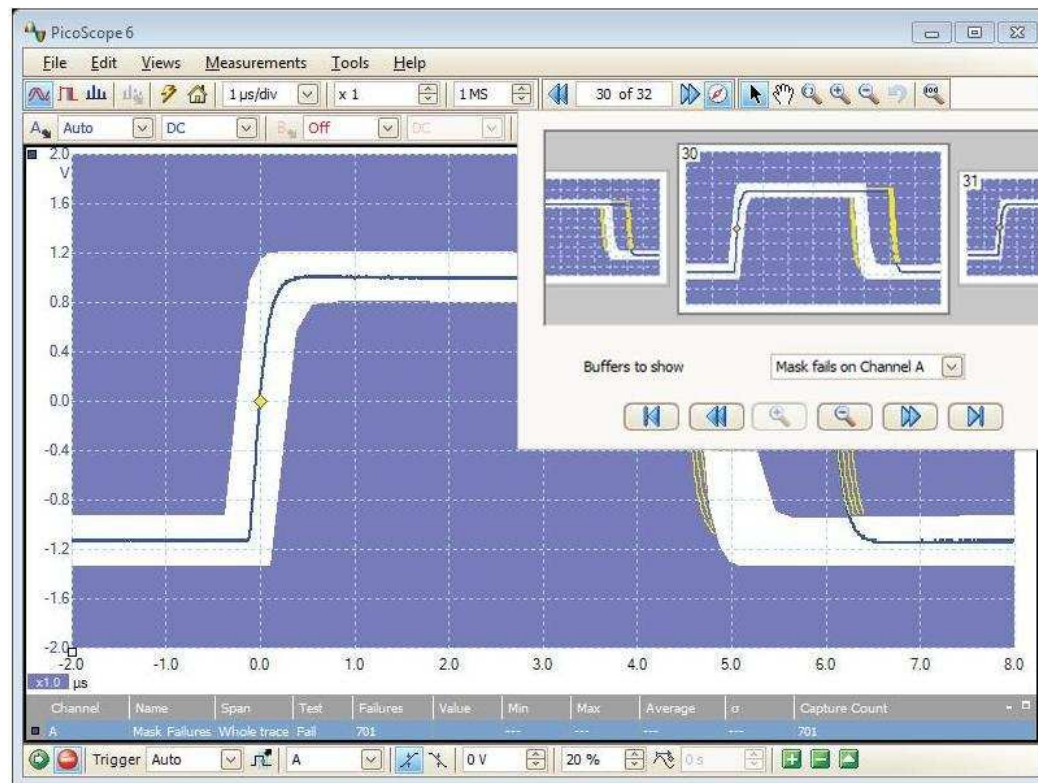 PicoScope 6
File Edit Views Measurements Tools Help
1 µs/div x 1 1 MS 30 of 32
A Auto DC B Off DC
2.0
V
1.6
1.2
0.8
0.4
0.0
-0.4
-0.8
-1.2
-1.6
-2.0
30
31
Buffers to show Mask fails on Channel A
-2.0 -1.0 0.0 1.0 2.0 3.0 4.0 5.0 6.0 7.0 8.0
x1.0 µs
Channel Name Span Test Failures Value Min Max Average σ Capture Count
A Mask Failures Whole trace Fail 701 --- --- --- --- 701
Trigger Auto A 0 V 20 % 0 s